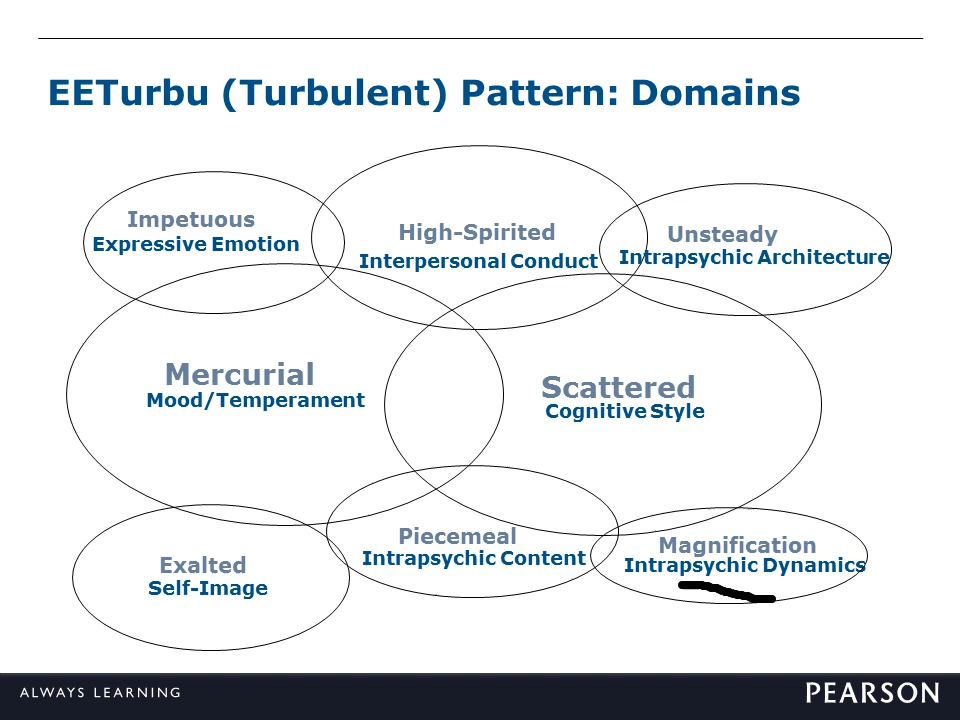 EETurbu (Turbulent) Pattern: Domains
Impetuous
Expressive Emotion
High-Spirited
Interpersonal Conduct
Unsteady
Intrapsychic Architecture
Mercurial
Mood/Temperament
Scattered
Cognitive Style
Exalted
Self-Image
Piecemeal
Intrapsychic Content
Magnification
Intrapsychic Dynamics
ALWAYS LEARNING
PEARSON